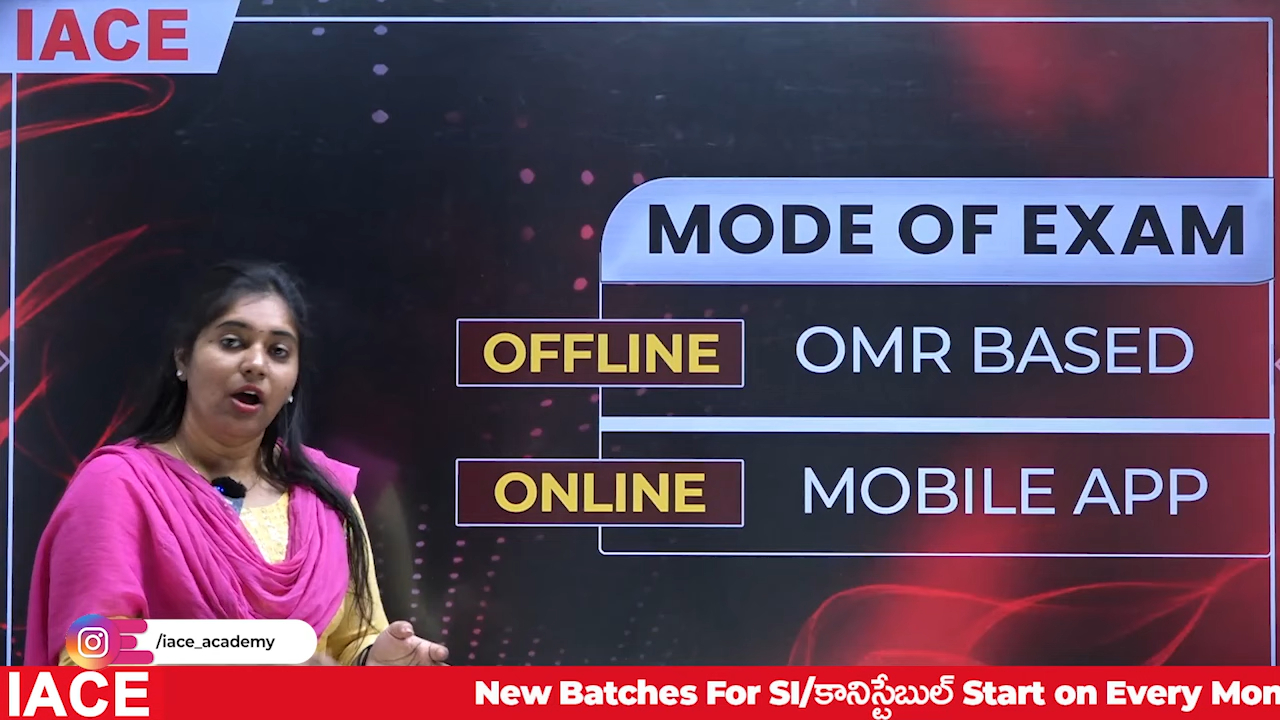 IACE
MODE OF EXAM
OFFLINE OMR BASED
ONLINE MOBILE APP
/iace_academy
IACE New Batches For SI/కానిస్టేబుల్ Start on Every Mon